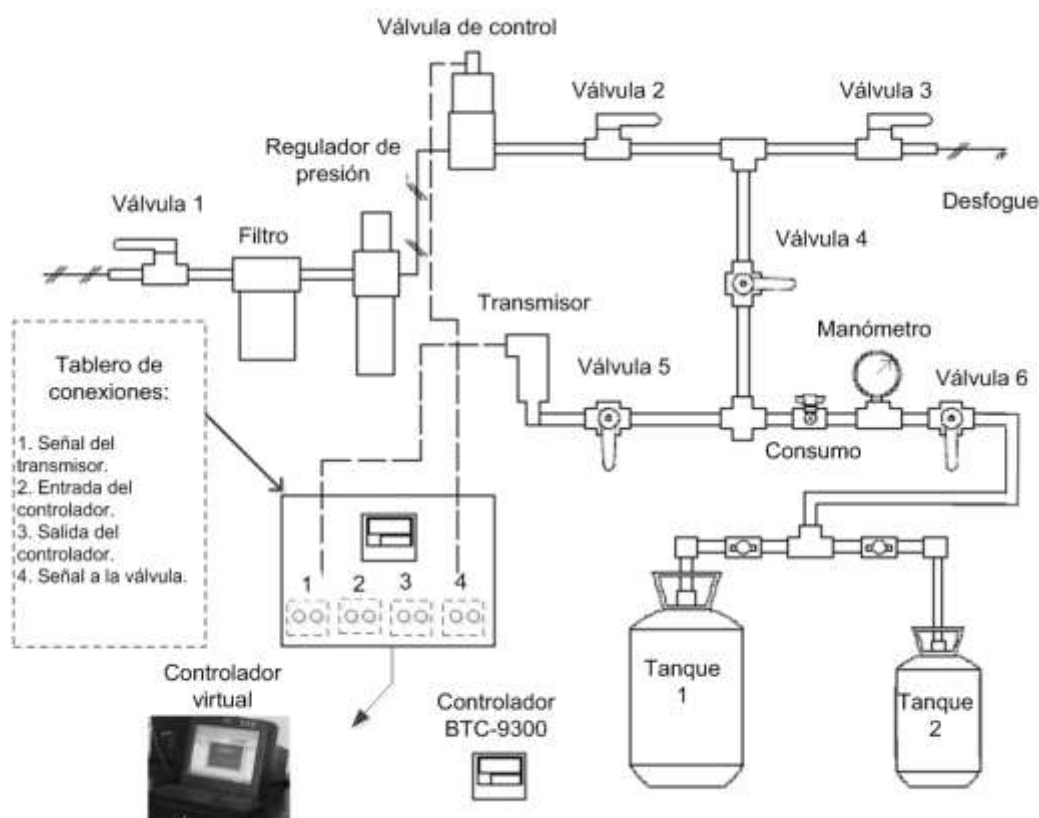 Válvula de control
Válvula 2
Válvula 3
Regulador de
presión
Válvula 1
Filtro
Desfogue
Válvula 4
Transmisor
Manómetro
Válvula 5
Válvula 6
Consumo
Tablero de
conexiones:
1. Señal del
transmisor.
2. Entrada del
controlador.
3. Salida del
controlador.
4. Señal a la válvula.
1 2 3 4
Controlador
virtual
Controlador
BTC-9300
Tanque
1
Tanque
2